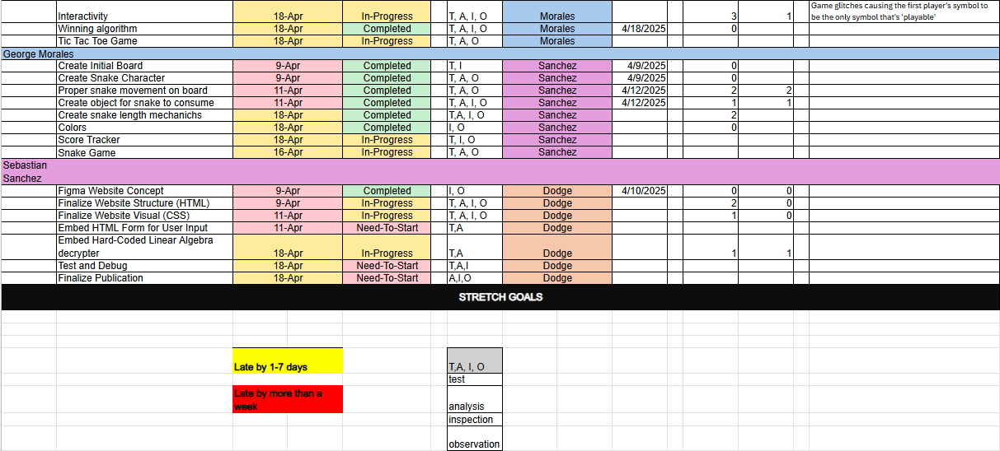 Game glitches causing the first player's symbol to
Interactivity 18-Apr In-Progress T, A, I, O Morales 3 1 be the only symbol that's 'playable'
Winning algorithm 18-Apr Completed T, A, I, O Morales 4/18/2025 0
Tic Tac Toe Game 18-Apr In-Progress T, A, O Morales
George Morales
Create Initial Board 9-Apr Completed T, I Sanchez 4/9/2025 0
Create Snake Character 9-Apr Completed T, A, O Sanchez 4/9/2025 0
Proper snake movement on board 11-Apr Completed T, A, O Sanchez 4/12/2025 2 2
Create object for snake to consume 11-Apr Completed T, A, I, O Sanchez 4/12/2025 1 1
Create snake length mechanichs 18-Apr Completed T,A, I, O Sanchez 2
Colors 18-Apr Completed I, O Sanchez 0
Score Tracker 18-Apr In-Progress T, I, O Sanchez
Snake Game 16-Apr In-Progress T, A, O Sanchez
Sebastian
Sanchez
Figma Website Concept 9-Apr Completed I, O Dodge 4/10/2025 0 0
Finalize Website Structure (HTML) 9-Apr In-Progress T, A, I, O Dodge 2 0
Finalize Website Visual (CSS) 11-Apr In-Progress T, A, I, O Dodge 1 0
Embed HTML Form for User Input 11-Apr Need-To-Start T,A Dodge
Embed Hard-Coded Linear Algebra
decrypter 18-Apr In-Progress T,A Dodge 1 1
Test and Debug 18-Apr Need-To-Start T,A,I Dodge
Finalize Publication 18-Apr Need-To-Start A,I,O Dodge
STRETCH GOALS
Late by 1-7 days T,A, I, O
test
Late by more than a
week analysis
inspection
observation